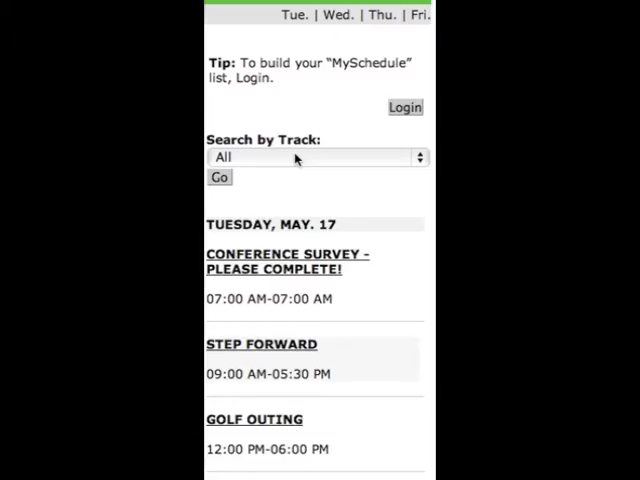 Tue. | Wed. | Thu. | Fri.
Tip: To build your “MySchedule”
list, Login.
Login
Search by Track:
All
Go
TUESDAY, MAY. 17
CONFERENCE SURVEY -
PLEASE COMPLETE!
07:00 AM-07:00 AM
STEP FORWARD
09:00 AM-05:30 PM
GOLF OUTING
12:00 PM-06:00 PM